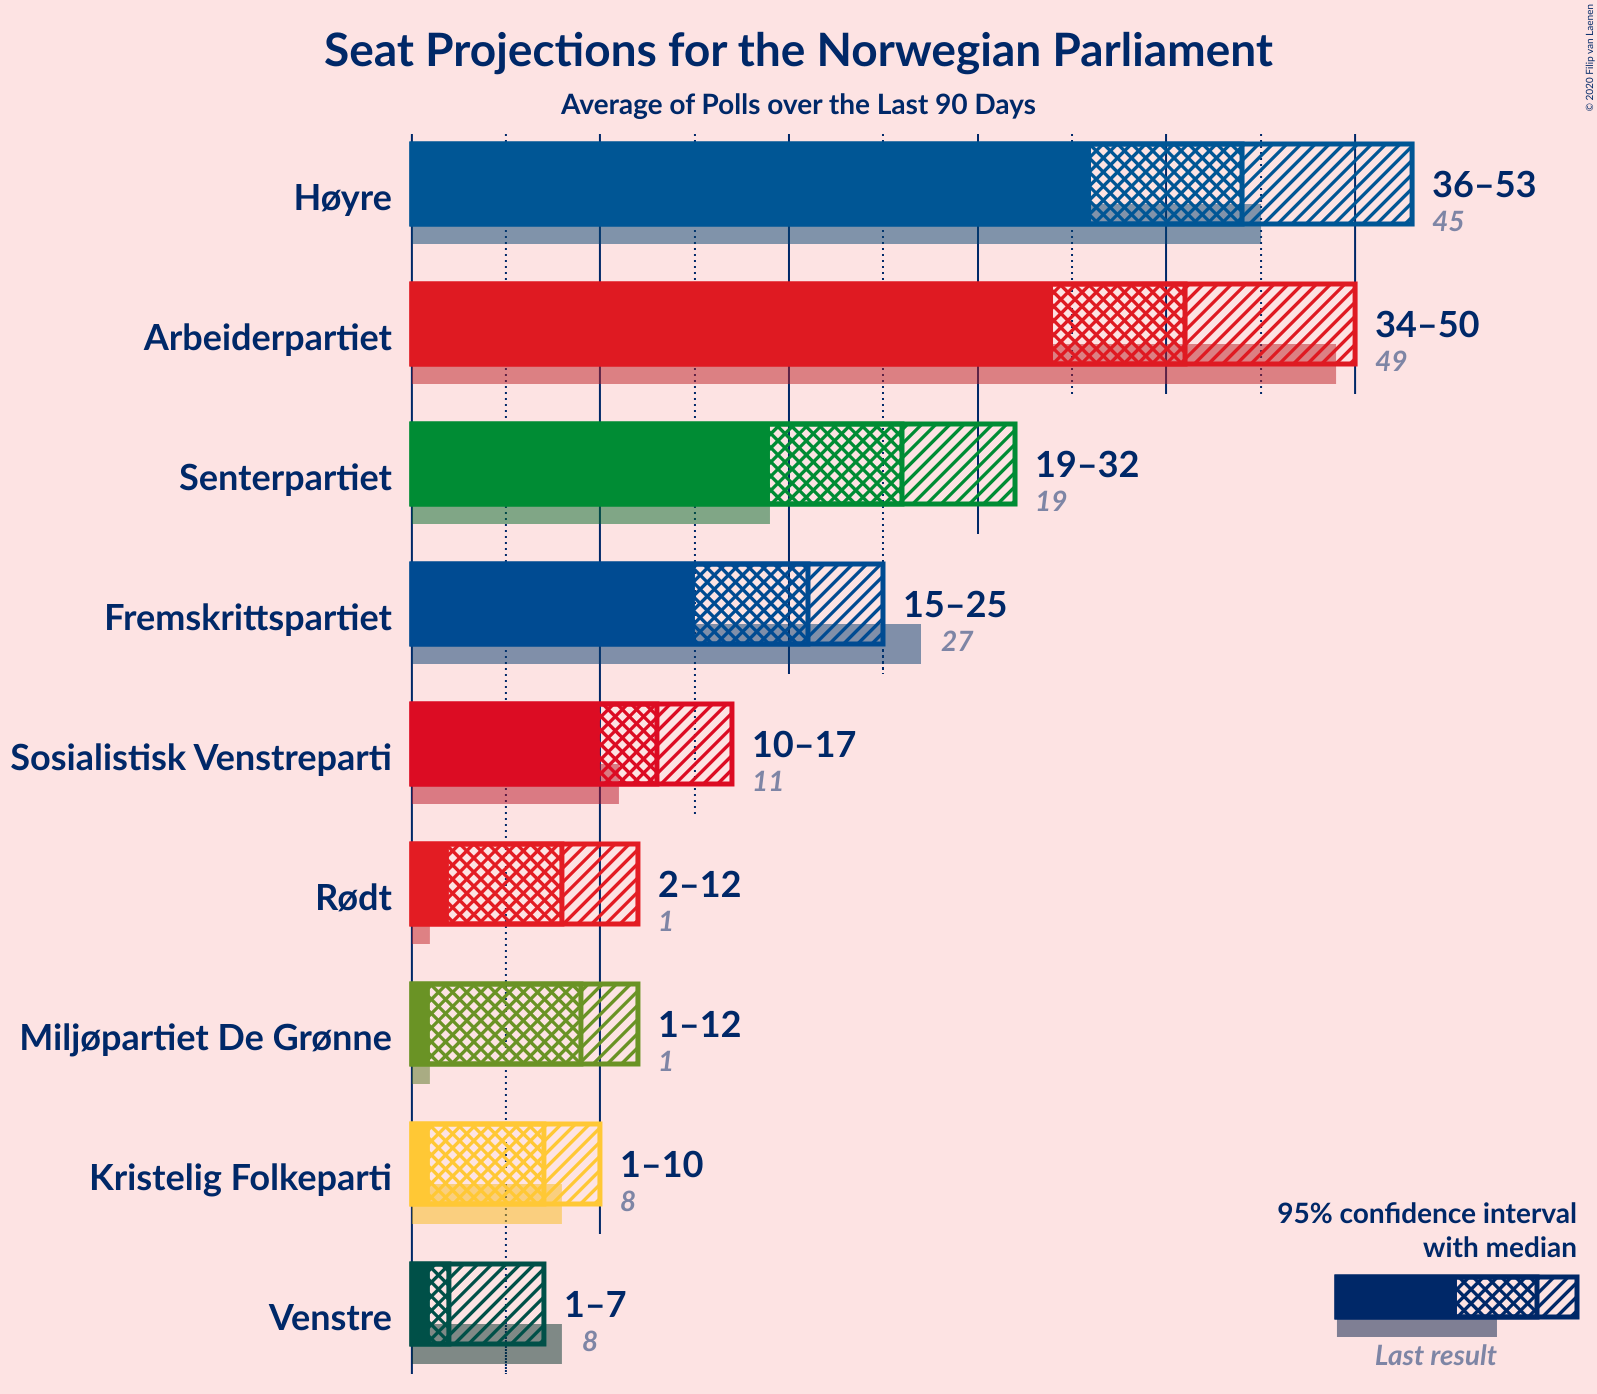 Seat Projections for the Norwegian Parliament
Average of Polls over the Last 90 Days
© 2020 Filip van Laenen
Høyre
36–53
45
Arbeiderpartiet
34–50
49
Senterpartiet
19–32
19
Fremskrittspartiet
15–25
27
Sosialistisk Venstreparti
10–17
11
Rødt
2–12
1
Miljøpartiet De Grønne
1–12
1
Kristelig Folkeparti
1–10
8
Venstre
1–7
8
95% confidence interval
with median
Last result